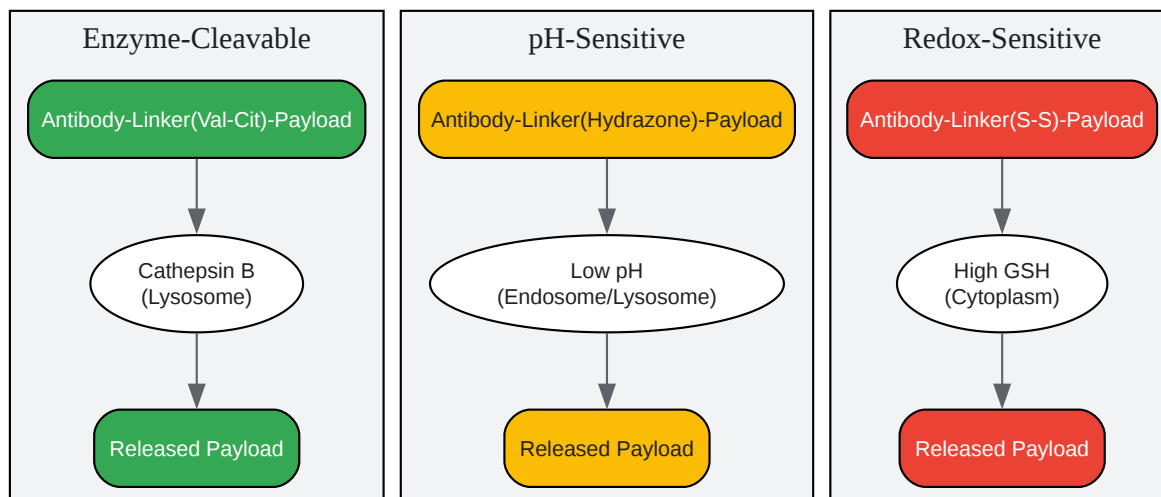 Enzyme-Cleavable
Antibody-Linker(Val-Cit)-Payload
Cathepsin B
(Lysosome)
Released Payload
pH-Sensitive
Antibody-Linker(Hydrazone)-Payload
Low pH
(Endosome/Lysosome)
Released Payload
Redox-Sensitive
Antibody-Linker(S-S)-Payload
High GSH
(Cytoplasm)
Released Payload